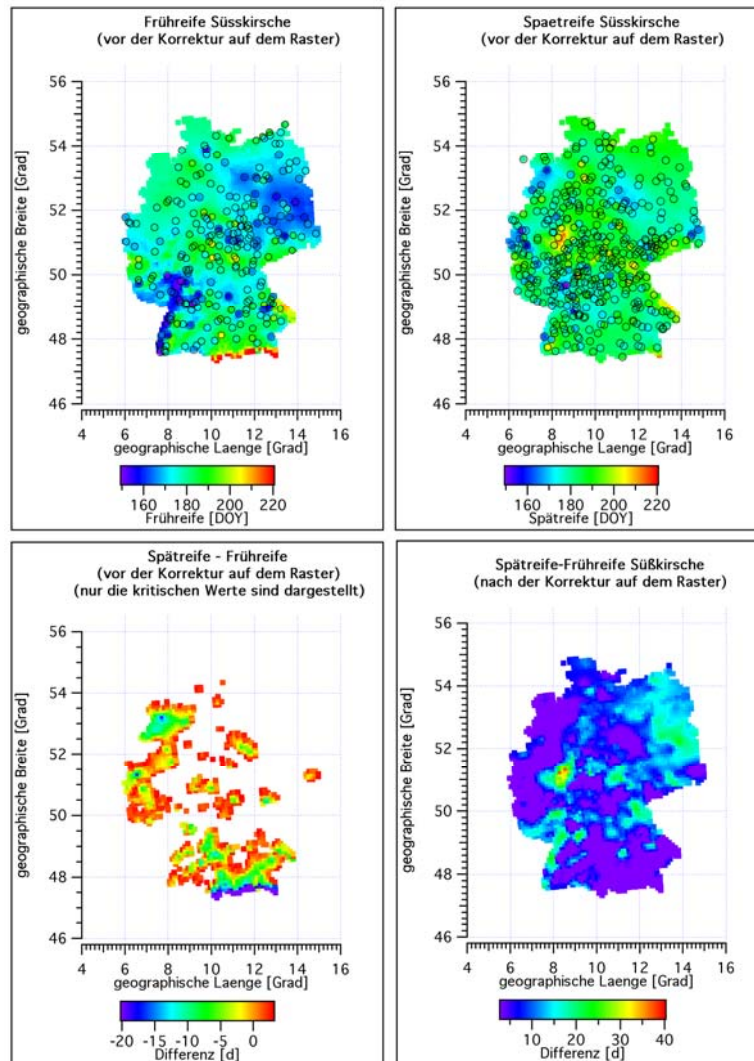 Frühreife Süsskirsche
(vor der Korrektur auf dem Raster)
56
54
52
50
48
46
geographische Breite [Grad]
4 6 8 10 12 14 16
geographische Laenge [Grad]
160 180 200 220
Frühreife [DOY]
Spaetreife Süsskirsche
(vor der Korrektur auf dem Raster)
56
54
52
50
48
46
geographische Breite [Grad]
4 6 8 10 12 14 16
geographische Laenge [Grad]
160 180 200 220
Spätreife [DOY]
Spätreife - Frühreife
(vor der Korrektur auf dem Raster)
(nur die kritischen Werte sind dargestellt)
56
54
52
50
48
46
geographische Breite [Grad]
4 6 8 10 12 14 16
geographische Laenge [Grad]
-20 -15 -10 -5 0
Differenz [d]
Spätreife-Frühreife Süßkirsche
(nach der Korrektur auf dem Raster)
56
54
52
50
48
46
geographische Breite [Grad]
4 6 8 10 12 14 16
geographische Laenge [Grad]
10 20 30 40
Differenz [d]